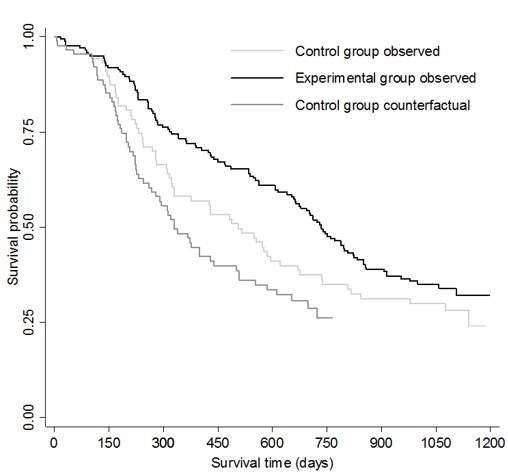 Control group observed
Experimental group observed
Control group counterfactual
Survival probability
1.00
0.75
0.50
0.25
0.00
0 150 300 450 600 750 900 1050 1200
Survival time (days)